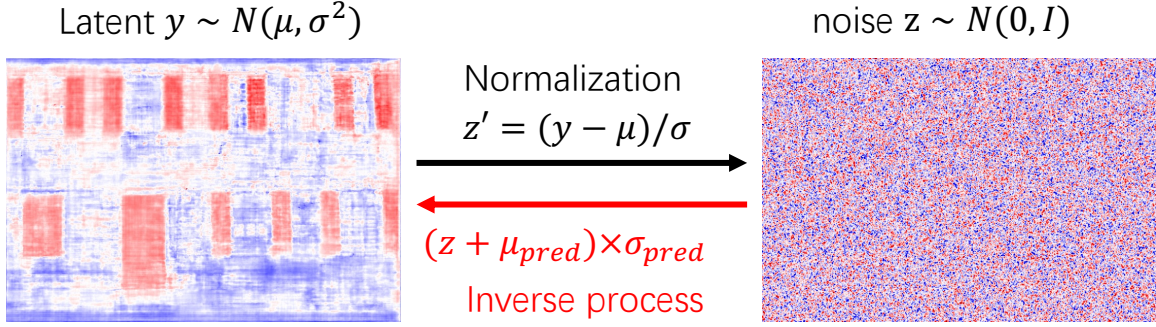 Latent y ~ N(μ, σ²)
noise z ~ N(0, I)
Normalization
z′ = (y − μ)/σ
(z + μ_pred)×σ_pred
Inverse process